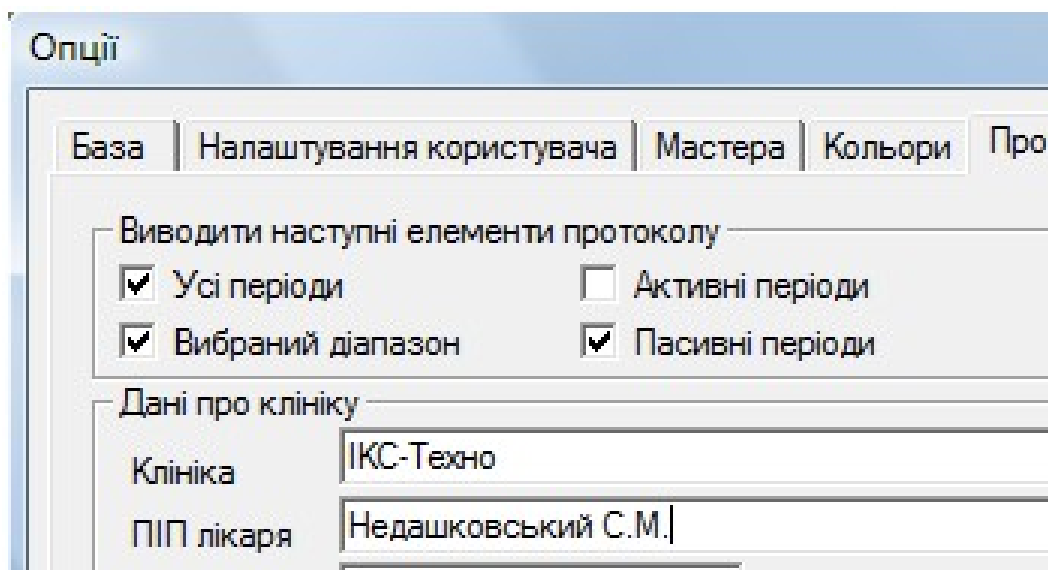 Опції
База Налаштування користувача Мастера Кольори Про
Виводити наступні елементи протоколу
Усі періоди Активні періоди
Вибраний діапазон Пасивні періоди
Дані про клініку
Клініка ІКС-Техно
ПІП лікаря Недашковський С.М.